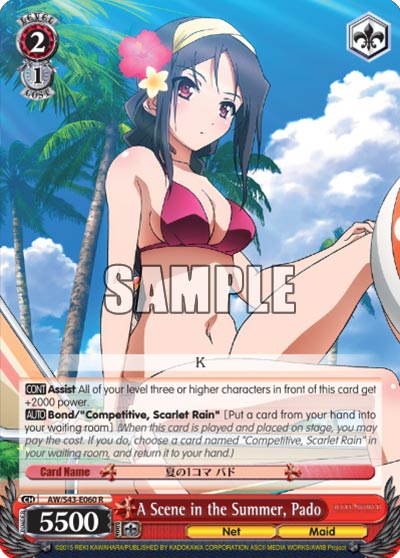 LEVEL
2
1
COST
SAMPLE
K
CONT Assist All of your level three or higher characters in front of this card get
+2000 power.
AUTO Bond/"Competitive, Scarlet Rain" [Put a card from your hand into
your waiting room] (When this card is played and placed on stage, you may
pay the cost. If you do, choose a card named "Competitive, Scarlet Rain" in
your waiting room, and return it to your hand.)
Card Name 夏の1コマ パド
CH AW/S43-E060 R
A Scene in the Summer, Pado
5500
POWER
Net
Maid
©2015 REKI KAWAHARA/PUBLISHED BY KADOKAWA CORPORATION ASCII MEDIA WORKS/AWIB Project